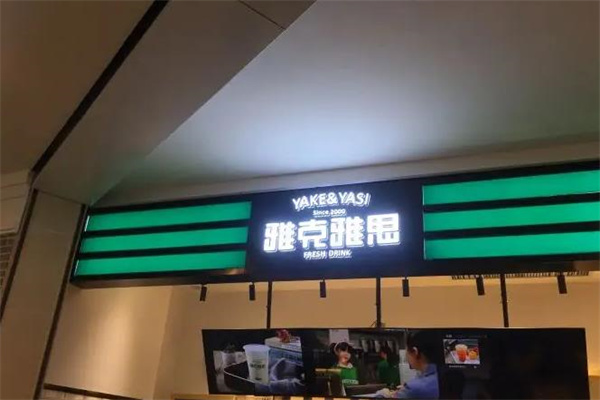 YAKE&YASI
Since 2000
雅克雅思
FRESH DRINK